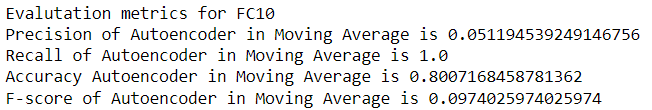 Evalutation metrics for FC10
Precision of Autoencoder in Moving Average is 0.051194539249146756
Recall of Autoencoder in Moving Average is 1.0
Accuracy Autoencoder in Moving Average is 0.8007168458781362
F-score of Autoencoder in Moving Average is 0.0974025974025974